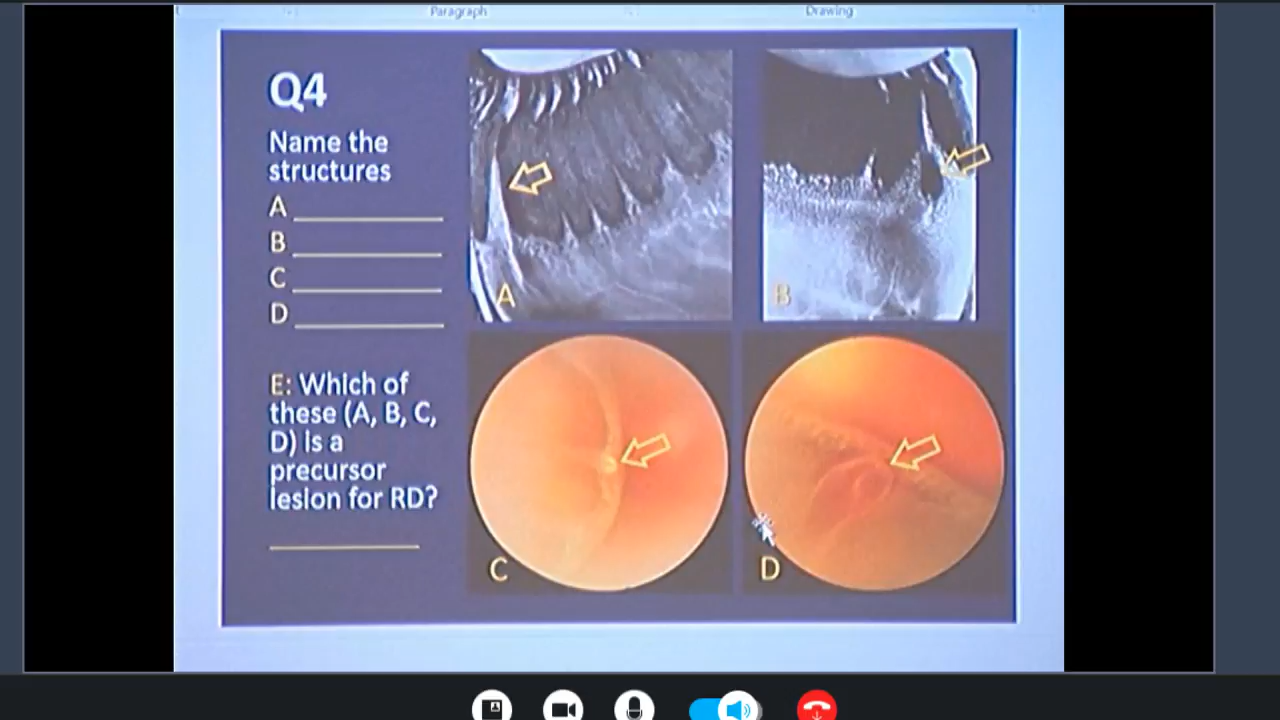 Paragraph
Drawing
Q4
Name the
structures
A
B
C
D
E: Which of
these (A, B, C,
D) is a
precursor
lesion for RD?
A
B
C
D